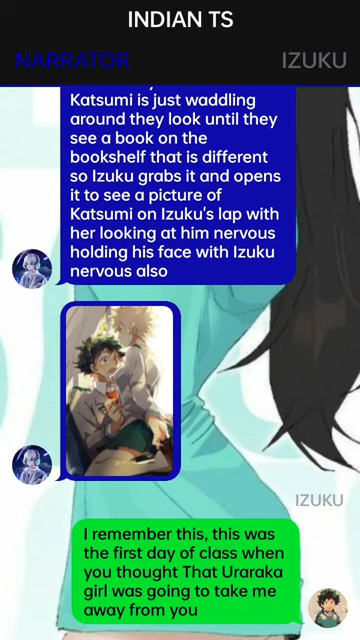 INDIAN TS
NARRATOR
IZUKU
Katsumi is just waddling
around they look until they
see a book on the
bookshelf that is different
so Izuku grabs it and opens
it to see a picture of
Katsumi on Izuku's lap with
her looking at him nervous
holding his face with Izuku
nervous also
IZUKU
I remember this, this was
the first day of class when
you thought That Uraraka
girl was going to take me
away from you